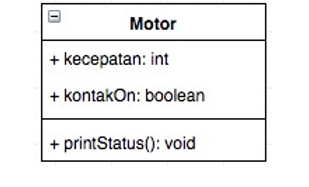 Motor
+ kecepatan: int
+ kontakOn: boolean
+ printStatus(): void